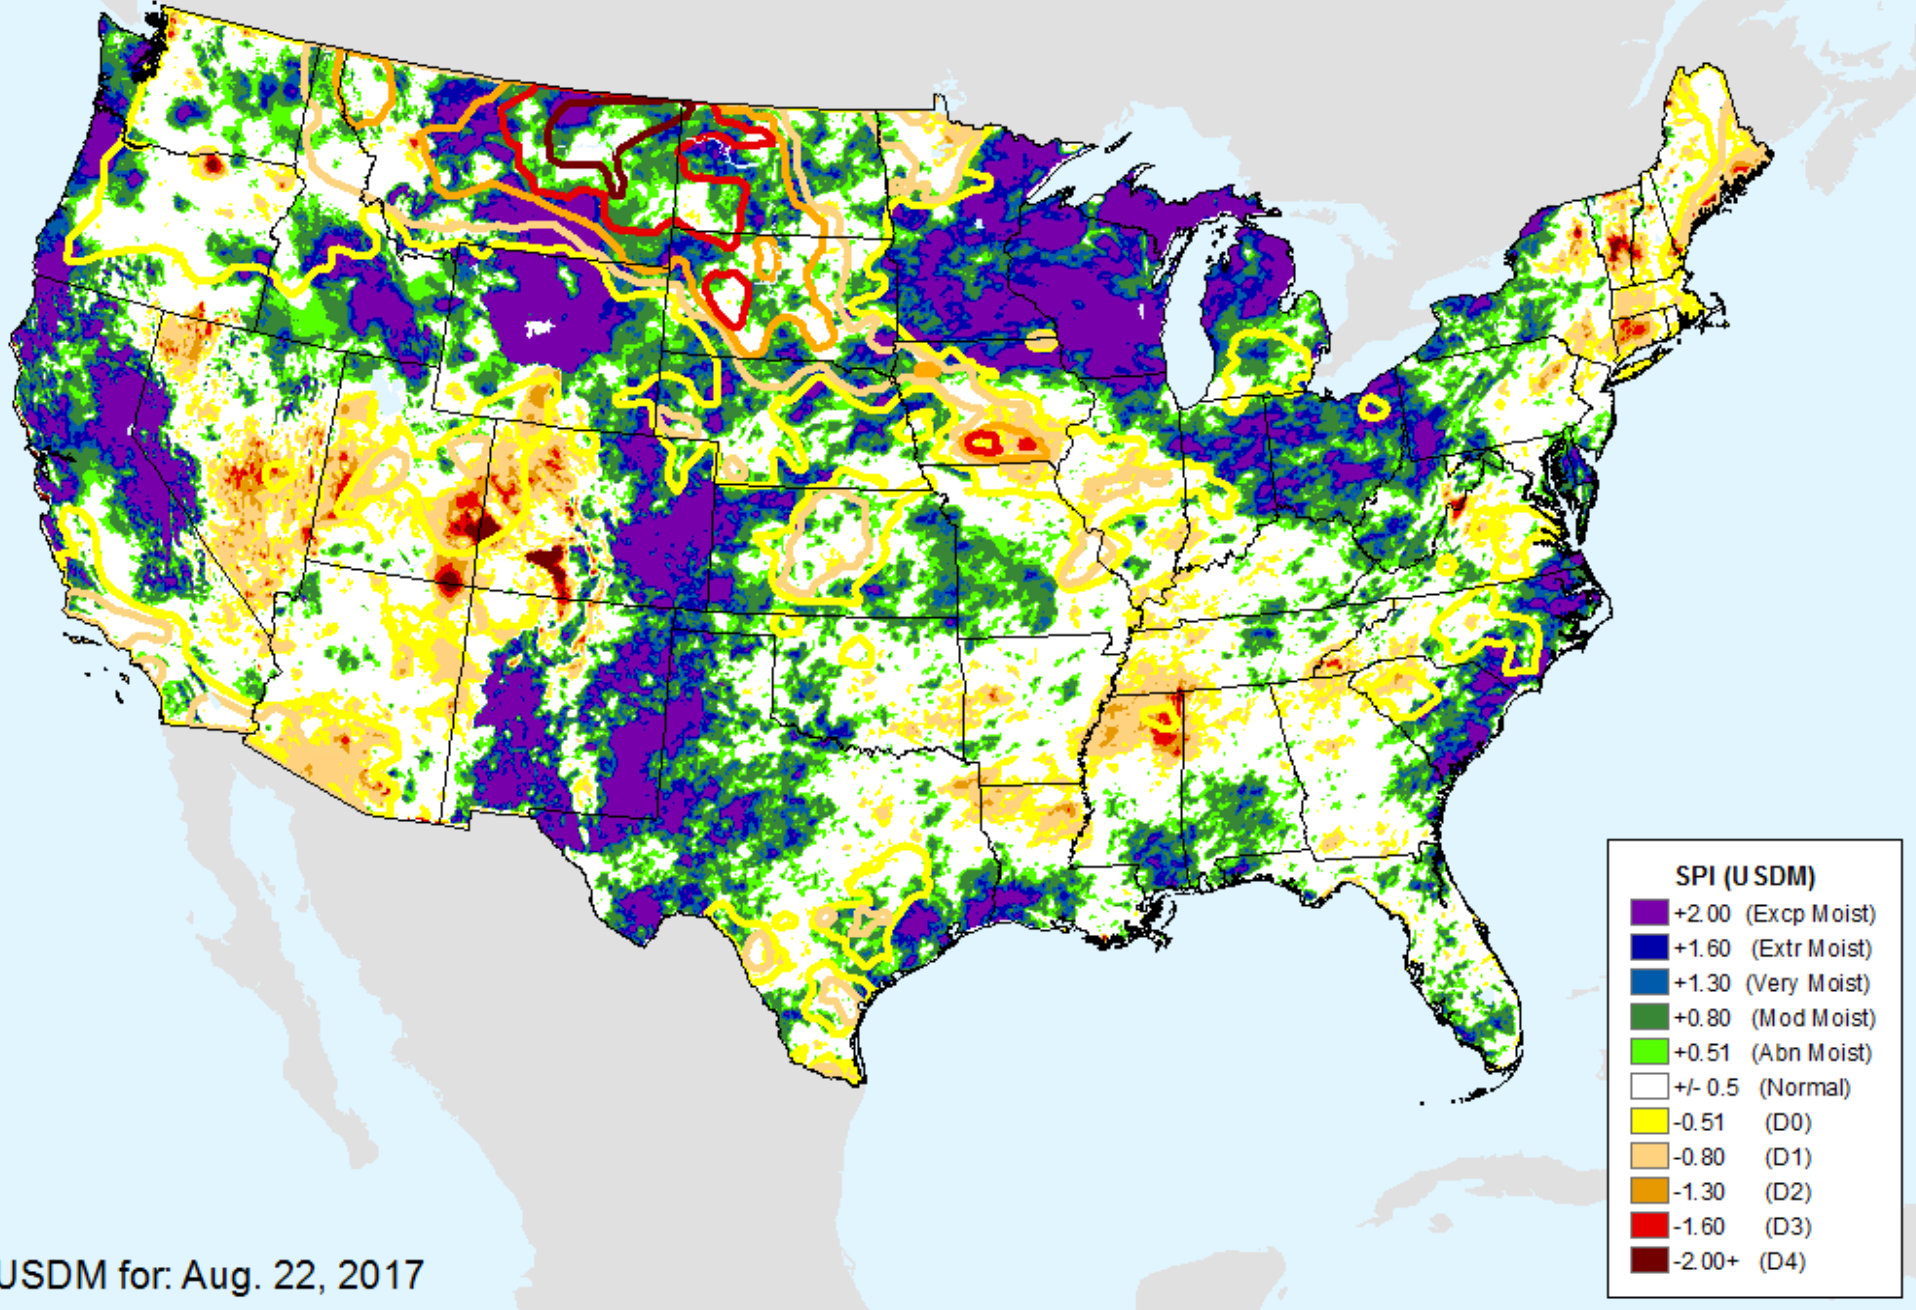 SPI (USDM)
+2.00 (Excp Moist)
+1.60 (Extr Moist)
+1.30 (Very Moist)
+0.80 (Mod Moist)
+0.51 (Abn Moist)
+/- 0.5 (Normal)
-0.51 (D0)
-0.80 (D1)
-1.30 (D2)
-1.60 (D3)
-2.00+ (D4)
USDM for: Aug. 22, 2017